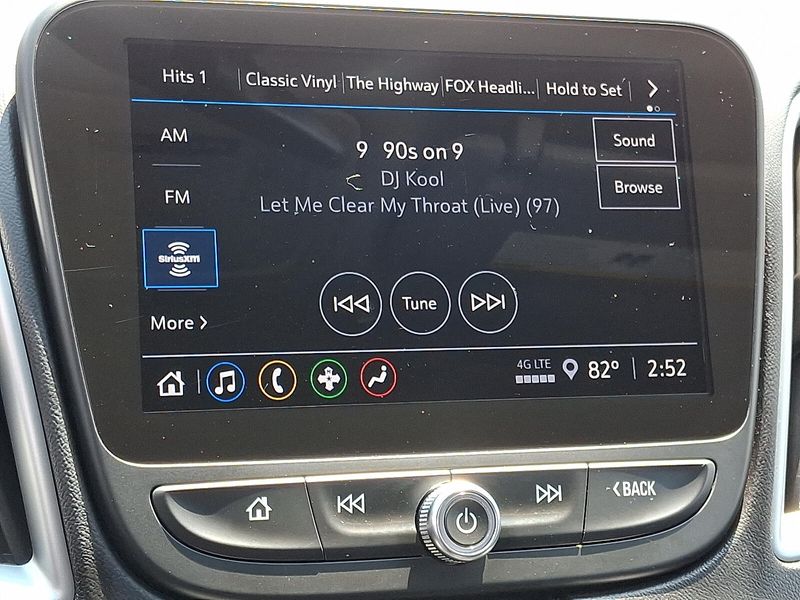 Hits 1 Classic Vinyl The Highway FOX Headli... Hold to Set
AM
Sound
9 90s on 9
DJ Kool
Browse
FM
Let Me Clear My Throat (Live) (97)
SiriusXM
Tune
More
4G LTE
82° 2:52
BACK